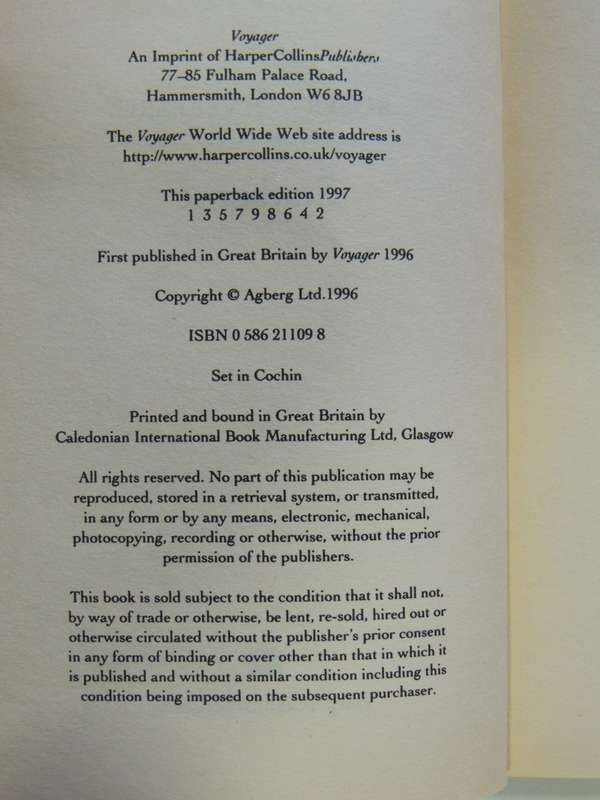 Voyager
An Imprint of HarperCollinsPublishers
77–85 Fulham Palace Road,
Hammersmith, London W6 8JB
The Voyager World Wide Web site address is
http://www.harpercollins.co.uk/voyager
This paperback edition 1997
1 3 5 7 9 8 6 4 2
First published in Great Britain by Voyager 1996
Copyright © Agberg Ltd.1996
ISBN 0 586 21109 8
Set in Cochin
Printed and bound in Great Britain by
Caledonian International Book Manufacturing Ltd, Glasgow
All rights reserved. No part of this publication may be
reproduced, stored in a retrieval system, or transmitted,
in any form or by any means, electronic, mechanical,
photocopying, recording or otherwise, without the prior
permission of the publishers.
This book is sold subject to the condition that it shall not,
by way of trade or otherwise, be lent, re-sold, hired out or
otherwise circulated without the publisher's prior consent
in any form of binding or cover other than that in which it
is published and without a similar condition including this
condition being imposed on the subsequent purchaser.